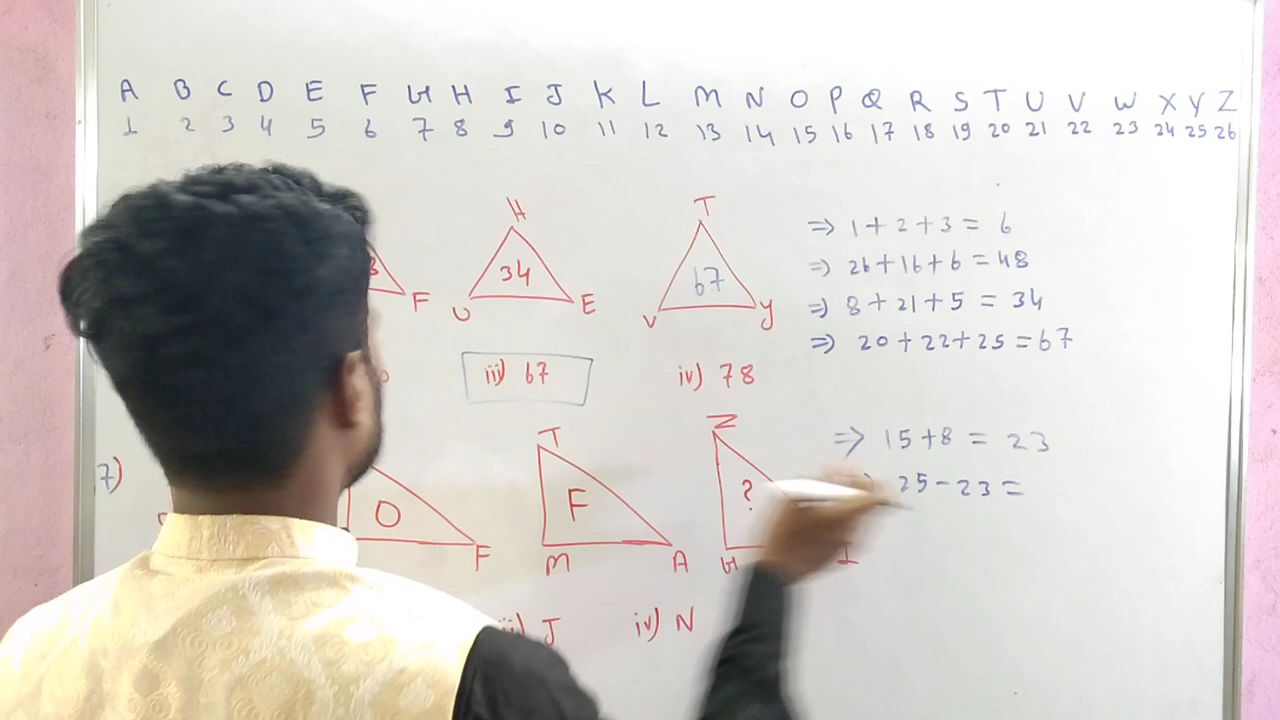 A B C D E F G H I J K L M N O P Q R S T U V W X Y Z
1 2 3 4 5 6 7 8 9 10 11 12 13 14 15 16 17 18 19 20 21 22 23 24 25 26
H T
⇒ 1+2+3= 6
34 67
⇒ 26+16+6=48
F U E V Y
⇒ 8+21+5 = 34
⇒ 20+22+25=67
iii) 67 iv) 78
T Z
⇒ 15+8 = 23
7)
O F ?
25-23=
F M A G I
J iv) N